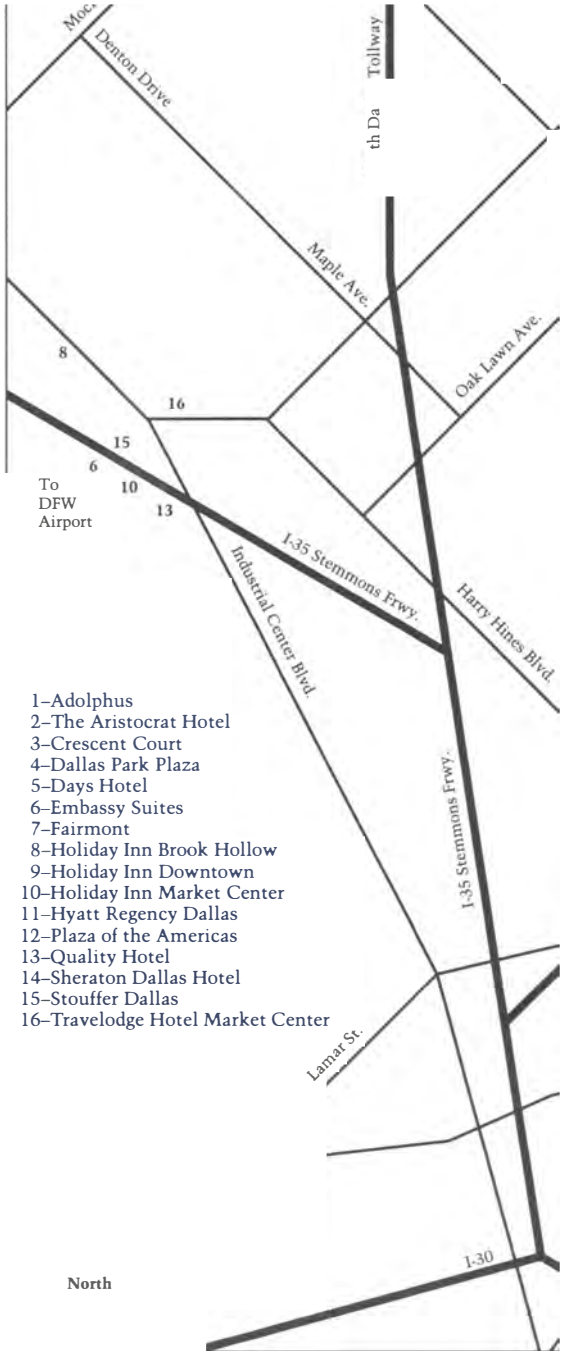 Moc
Denton Drive
Tollway
th Da
Maple Ave.
Oak Lawn Ave.
8
16
15
6
10
13
To
DFW
Airport
I-35 Stemmons Frwy.
Industrial Center Blvd.
Harry Hines Blvd.
1–Adolphus
2–The Aristocrat Hotel
3–Crescent Court
4–Dallas Park Plaza
5–Days Hotel
6–Embassy Suites
7–Fairmont
8–Holiday Inn Brook Hollow
9–Holiday Inn Downtown
10–Holiday Inn Market Center
11–Hyatt Regency Dallas
12–Plaza of the Americas
13–Quality Hotel
14–Sheraton Dallas Hotel
15–Stouffer Dallas
16–Travelodge Hotel Market Center
I-35 Stemmons Frwy.
Lamar St.
I-30
North